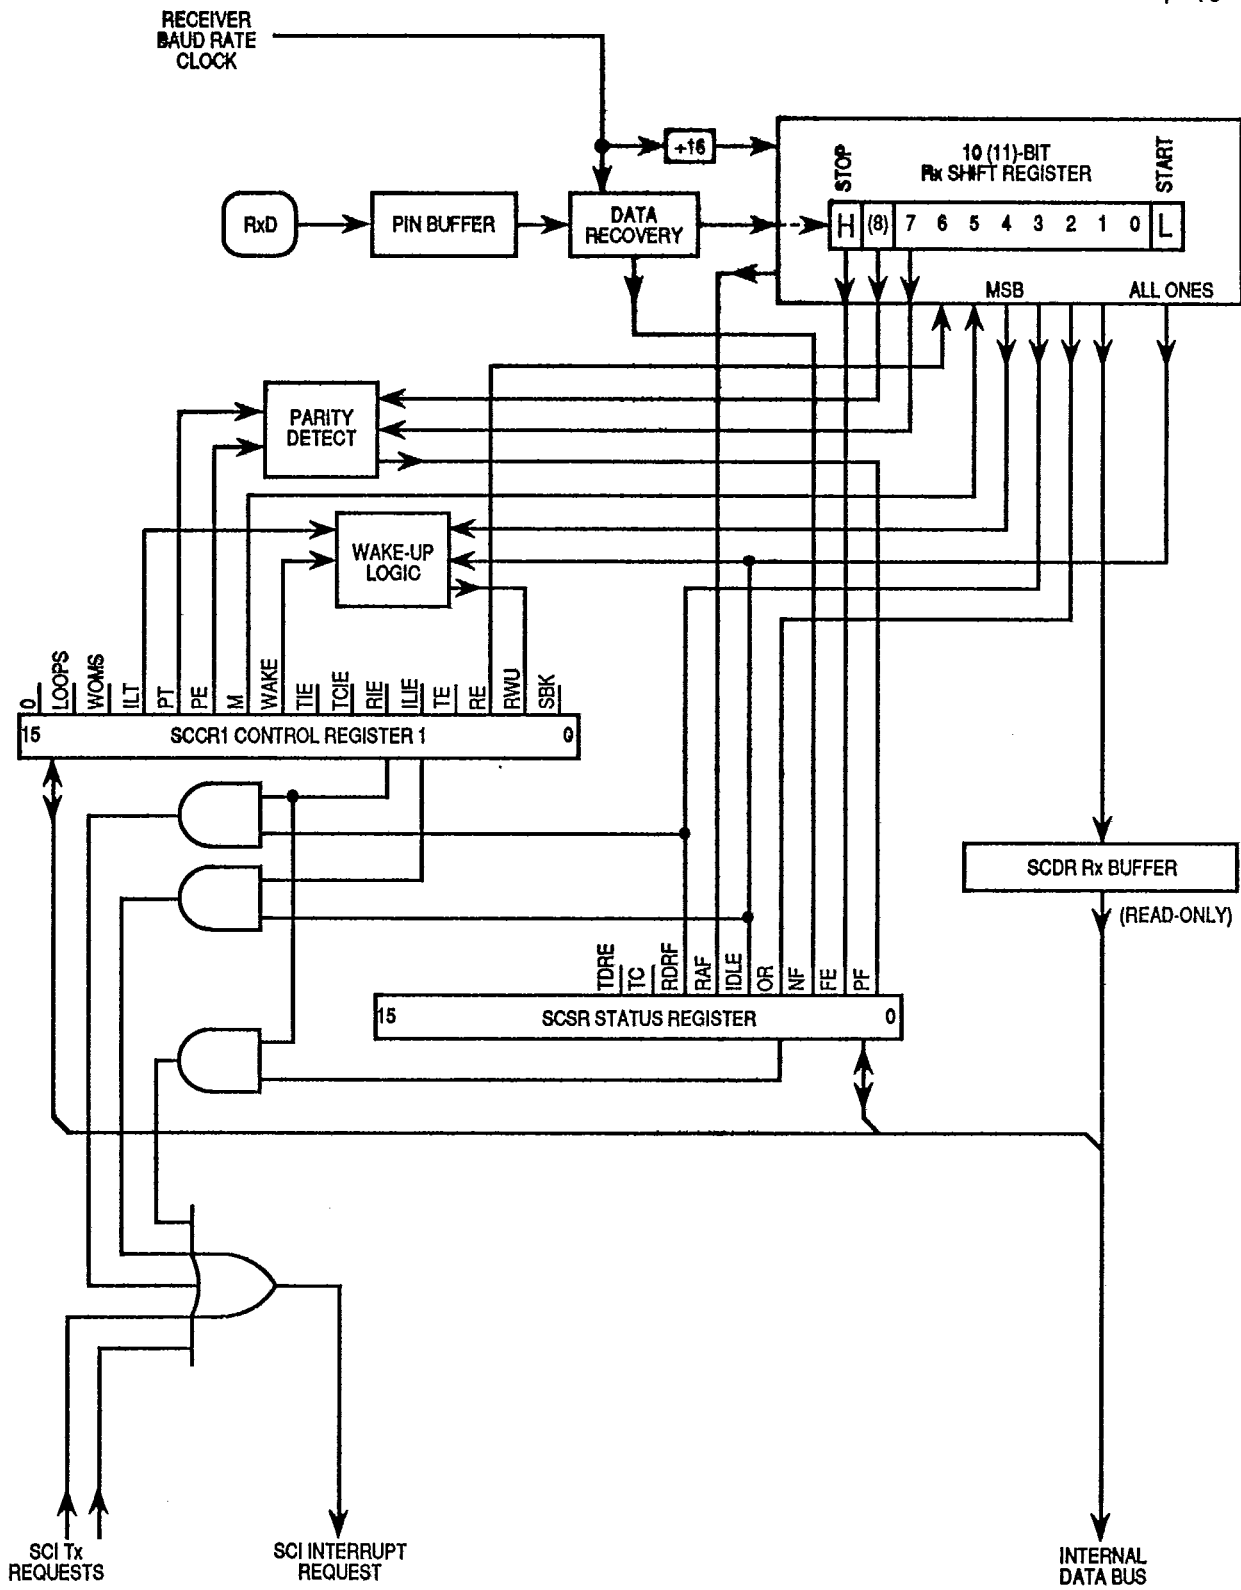 RECEIVER
BAUD RATE
CLOCK
÷16
10 (11)-BIT
Rx SHIFT REGISTER
STOP
START
RxD
PIN BUFFER
DATA
RECOVERY
H (8) 7 6 5 4 3 2 1 0 L
MSB
ALL ONES
PARITY
DETECT
WAKE-UP
LOGIC
0
LOOPS
WOMS
ILT
PT
PE
M
WAKE
TIE
TCIE
RIE
ILIE
TE
RE
RWU
SBK
15 SCCR1 CONTROL REGISTER 1 0
SCDR Rx BUFFER
(READ-ONLY)
TDRE
TC
RDRF
RAF
IDLE
OR
NF
FE
PF
15 SCSR STATUS REGISTER 0
SCI Tx
REQUESTS
SCI INTERRUPT
REQUEST
INTERNAL
DATA BUS